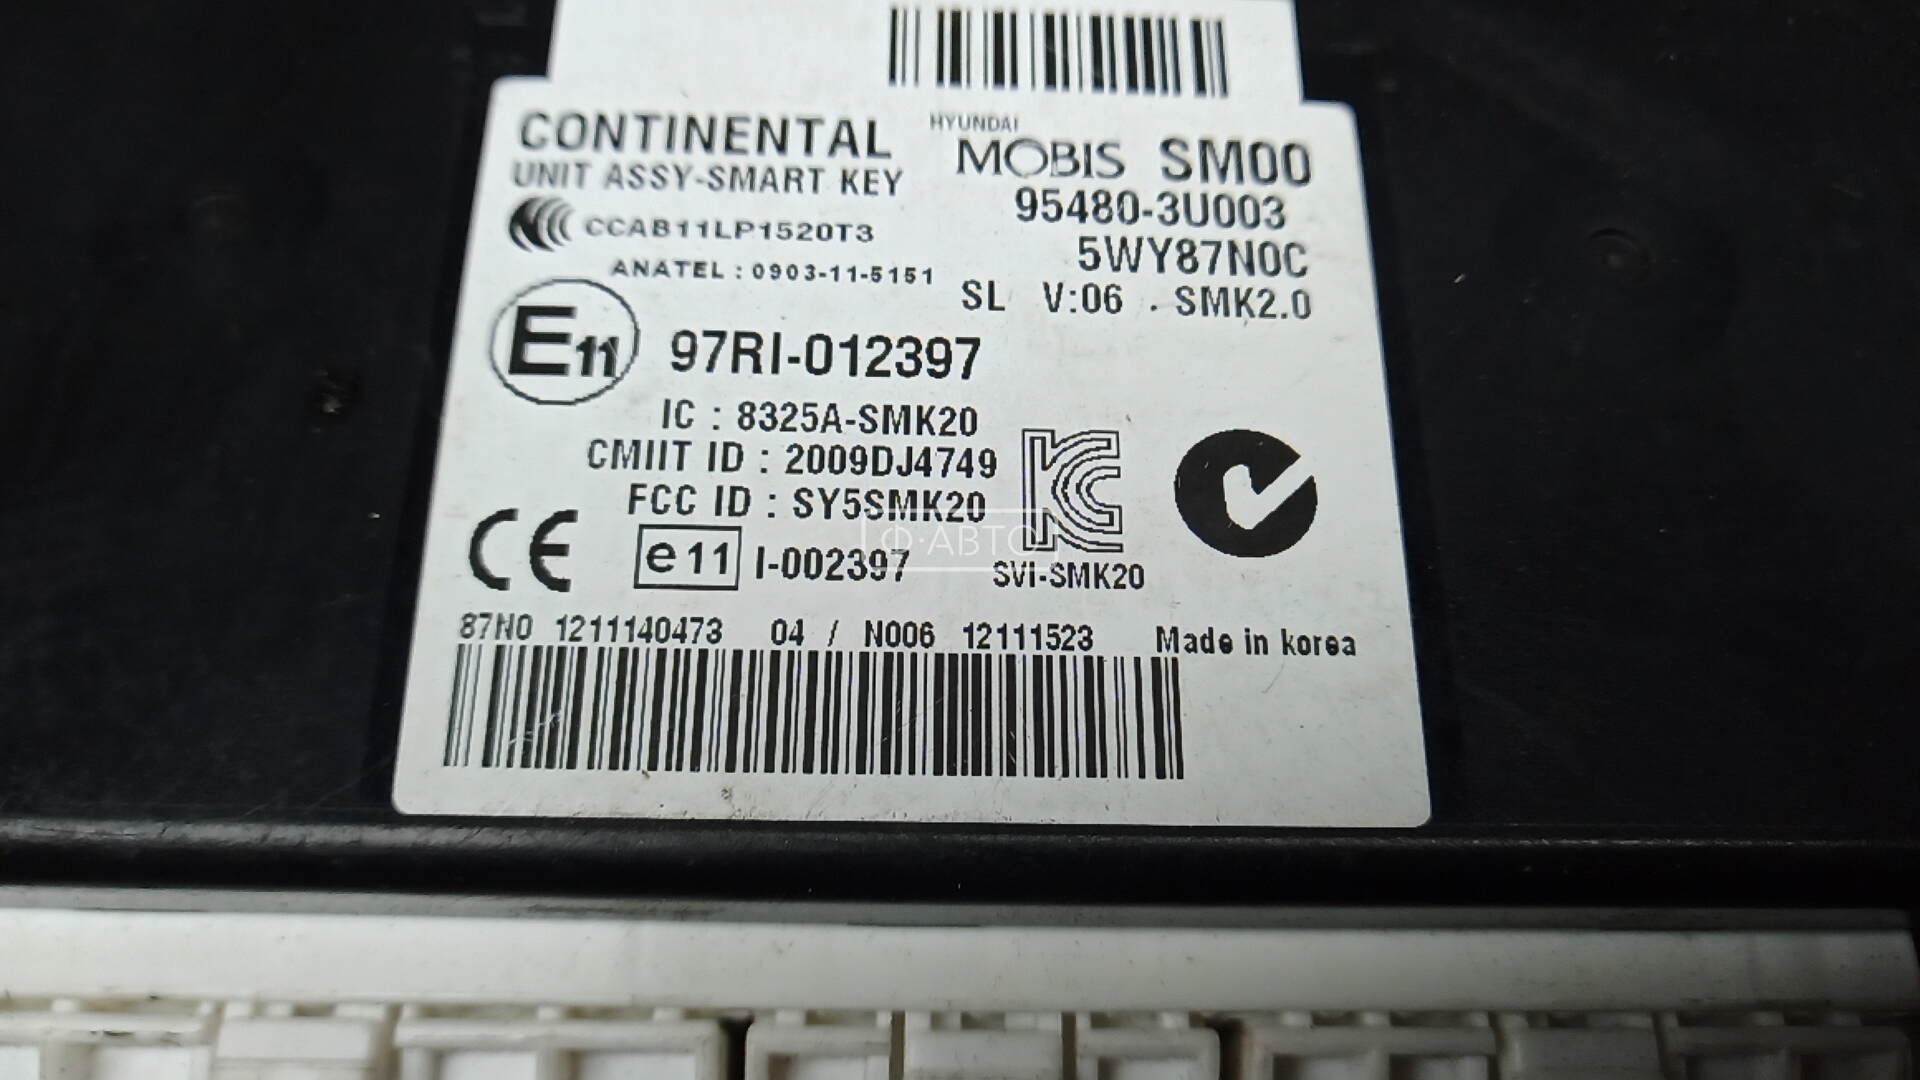 CONTINENTAL HYUNDAI MOBIS SM00
UNIT ASSY-SMART KEY 95480-3U003
CCAB11LP1520T3 5WY87N0C
ANATEL : 0903-11-5151 SL V:06 . SMK2.0
E11 97RI-012397
IC : 8325A-SMK20
CMIIT ID : 2009DJ4749
FCC ID : SY5SMK20
CE e11 I-002397 SVI-SMK20
Ф·АВТО
87N0 1211140473 04 / N006 12111523 Made in korea